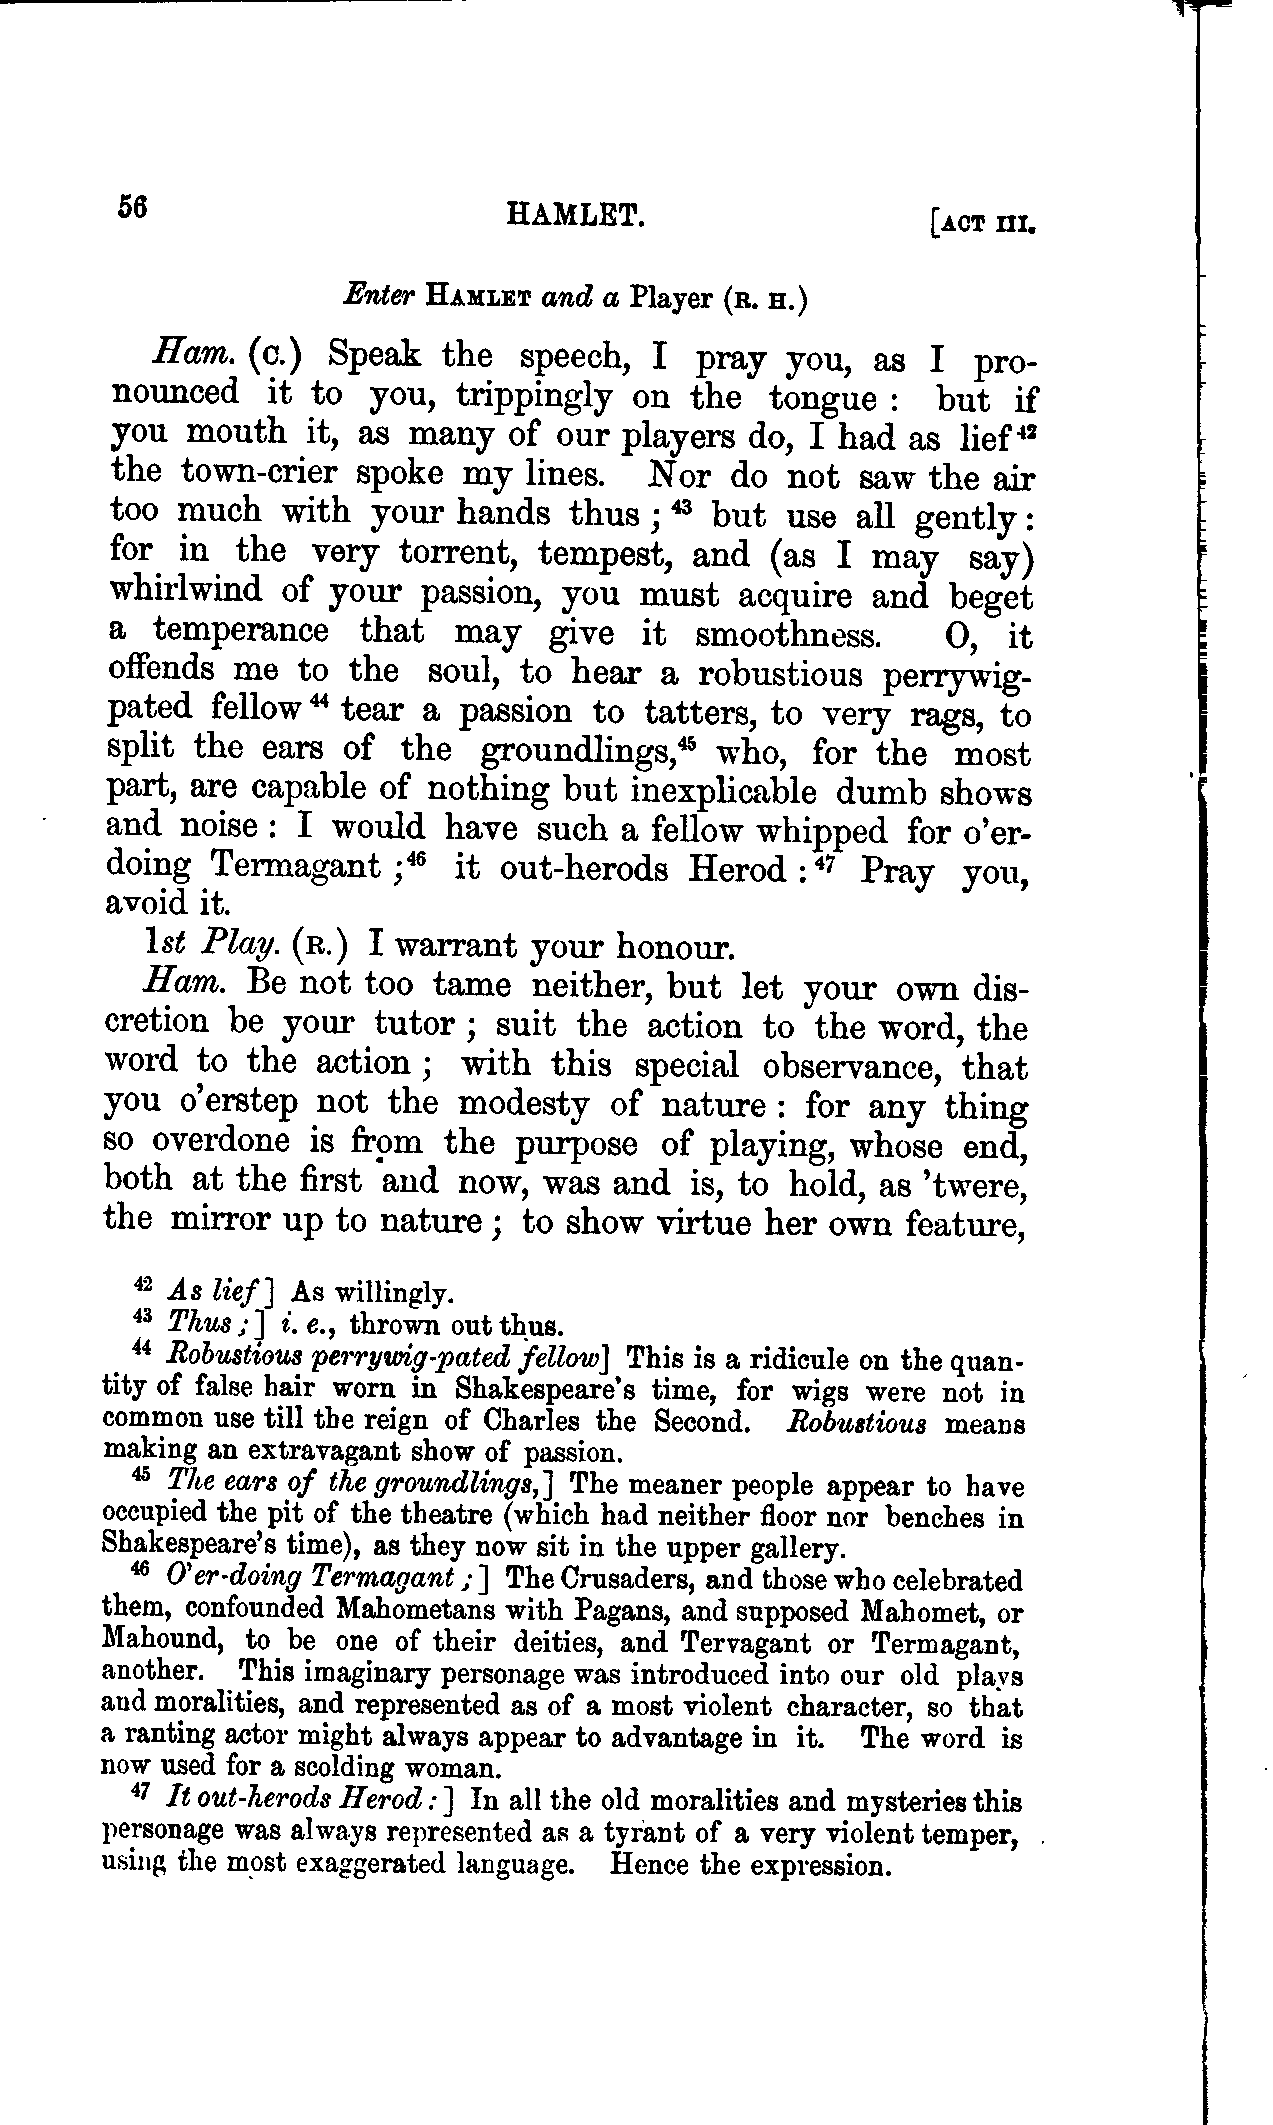 56
HAMLET.
[ACT III.
Enter HAMLET and a Player (R. H.)
Ham. (C.) Speak the speech, I pray you, as I pro-
nounced it to you, trippingly on the tongue : but if
you mouth it, as many of our players do, I had as lief⁴²
the town-crier spoke my lines. Nor do not saw the air
too much with your hands thus ; ⁴³ but use all gently :
for in the very torrent, tempest, and (as I may say)
whirlwind of your passion, you must acquire and beget
a temperance that may give it smoothness. O, it
offends me to the soul, to hear a robustious perrywig-
pated fellow ⁴⁴ tear a passion to tatters, to very rags, to
split the ears of the groundlings,⁴⁵ who, for the most
part, are capable of nothing but inexplicable dumb shows
and noise : I would have such a fellow whipped for o'er-
doing Termagant ;⁴⁶ it out-herods Herod : ⁴⁷ Pray you,
avoid it.
1st Play. (R.) I warrant your honour.
Ham. Be not too tame neither, but let your own dis-
cretion be your tutor ; suit the action to the word, the
word to the action ; with this special observance, that
you o'erstep not the modesty of nature : for any thing
so overdone is from the purpose of playing, whose end,
both at the first and now, was and is, to hold, as 'twere,
the mirror up to nature ; to show virtue her own feature,
⁴² As lief] As willingly.
⁴³ Thus ;] i. e., thrown out thus.
⁴⁴ Robustious perrywig-pated fellow] This is a ridicule on the quan-
tity of false hair worn in Shakespeare's time, for wigs were not in
common use till the reign of Charles the Second. Robustious means
making an extravagant show of passion.
⁴⁵ The ears of the groundlings,] The meaner people appear to have
occupied the pit of the theatre (which had neither floor nor benches in
Shakespeare's time), as they now sit in the upper gallery.
⁴⁶ O'er-doing Termagant ;] The Crusaders, and those who celebrated
them, confounded Mahometans with Pagans, and supposed Mahomet, or
Mahound, to be one of their deities, and Tervagant or Termagant,
another. This imaginary personage was introduced into our old plays
and moralities, and represented as of a most violent character, so that
a ranting actor might always appear to advantage in it. The word is
now used for a scolding woman.
⁴⁷ It out-herods Herod :] In all the old moralities and mysteries this
personage was always represented as a tyrant of a very violent temper,
using the most exaggerated language. Hence the expression.